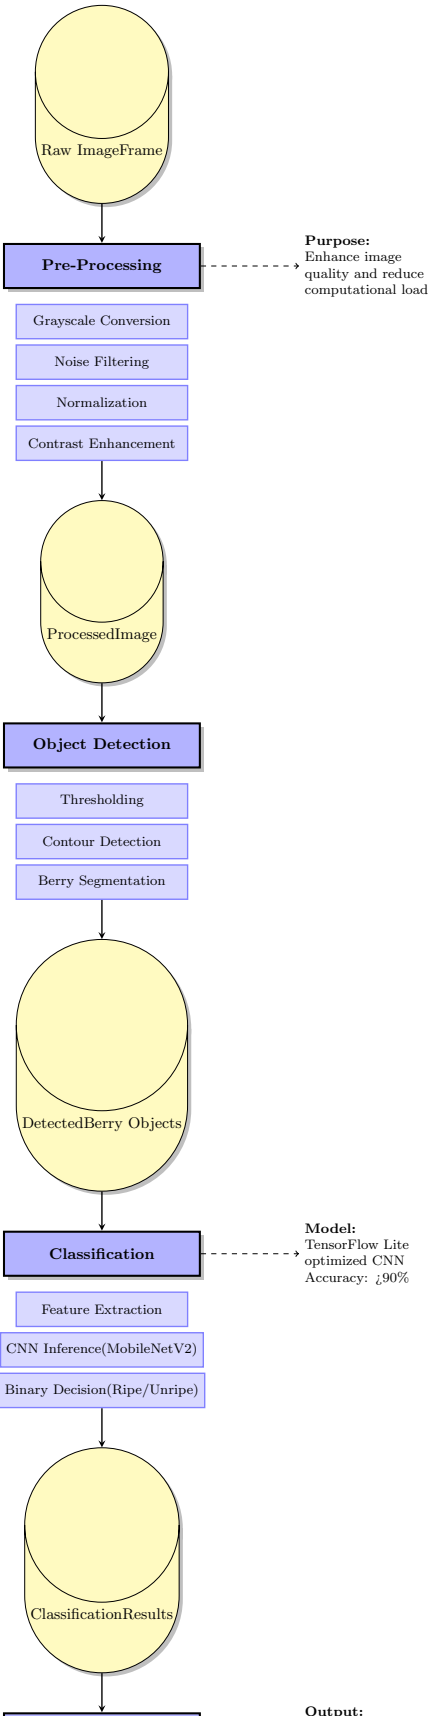 Raw ImageFrame
Pre-Processing
Purpose:
Enhance image
quality and reduce
computational load
Grayscale Conversion
Noise Filtering
Normalization
Contrast Enhancement
ProcessedImage
Object Detection
Thresholding
Contour Detection
Berry Segmentation
DetectedBerry Objects
Classification
Model:
TensorFlow Lite
optimized CNN
Accuracy: ¿90%
Feature Extraction
CNN Inference(MobileNetV2)
Binary Decision(Ripe/Unripe)
ClassificationResults
Output: